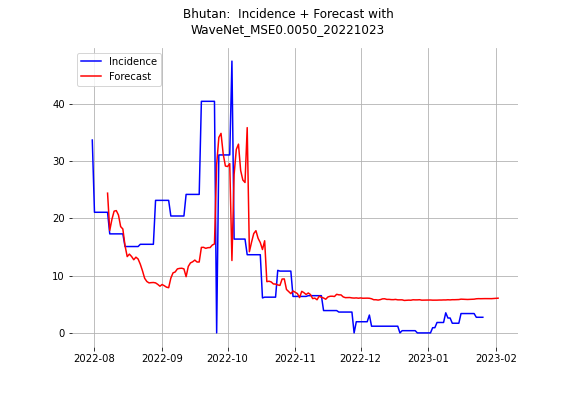 Bhutan:  Incidence + Forecast with
WaveNet_MSE0.0050_20221023
Incidence
Forecast
40
30
20
10
0
2022-08 2022-09 2022-10 2022-11 2022-12 2023-01 2023-02